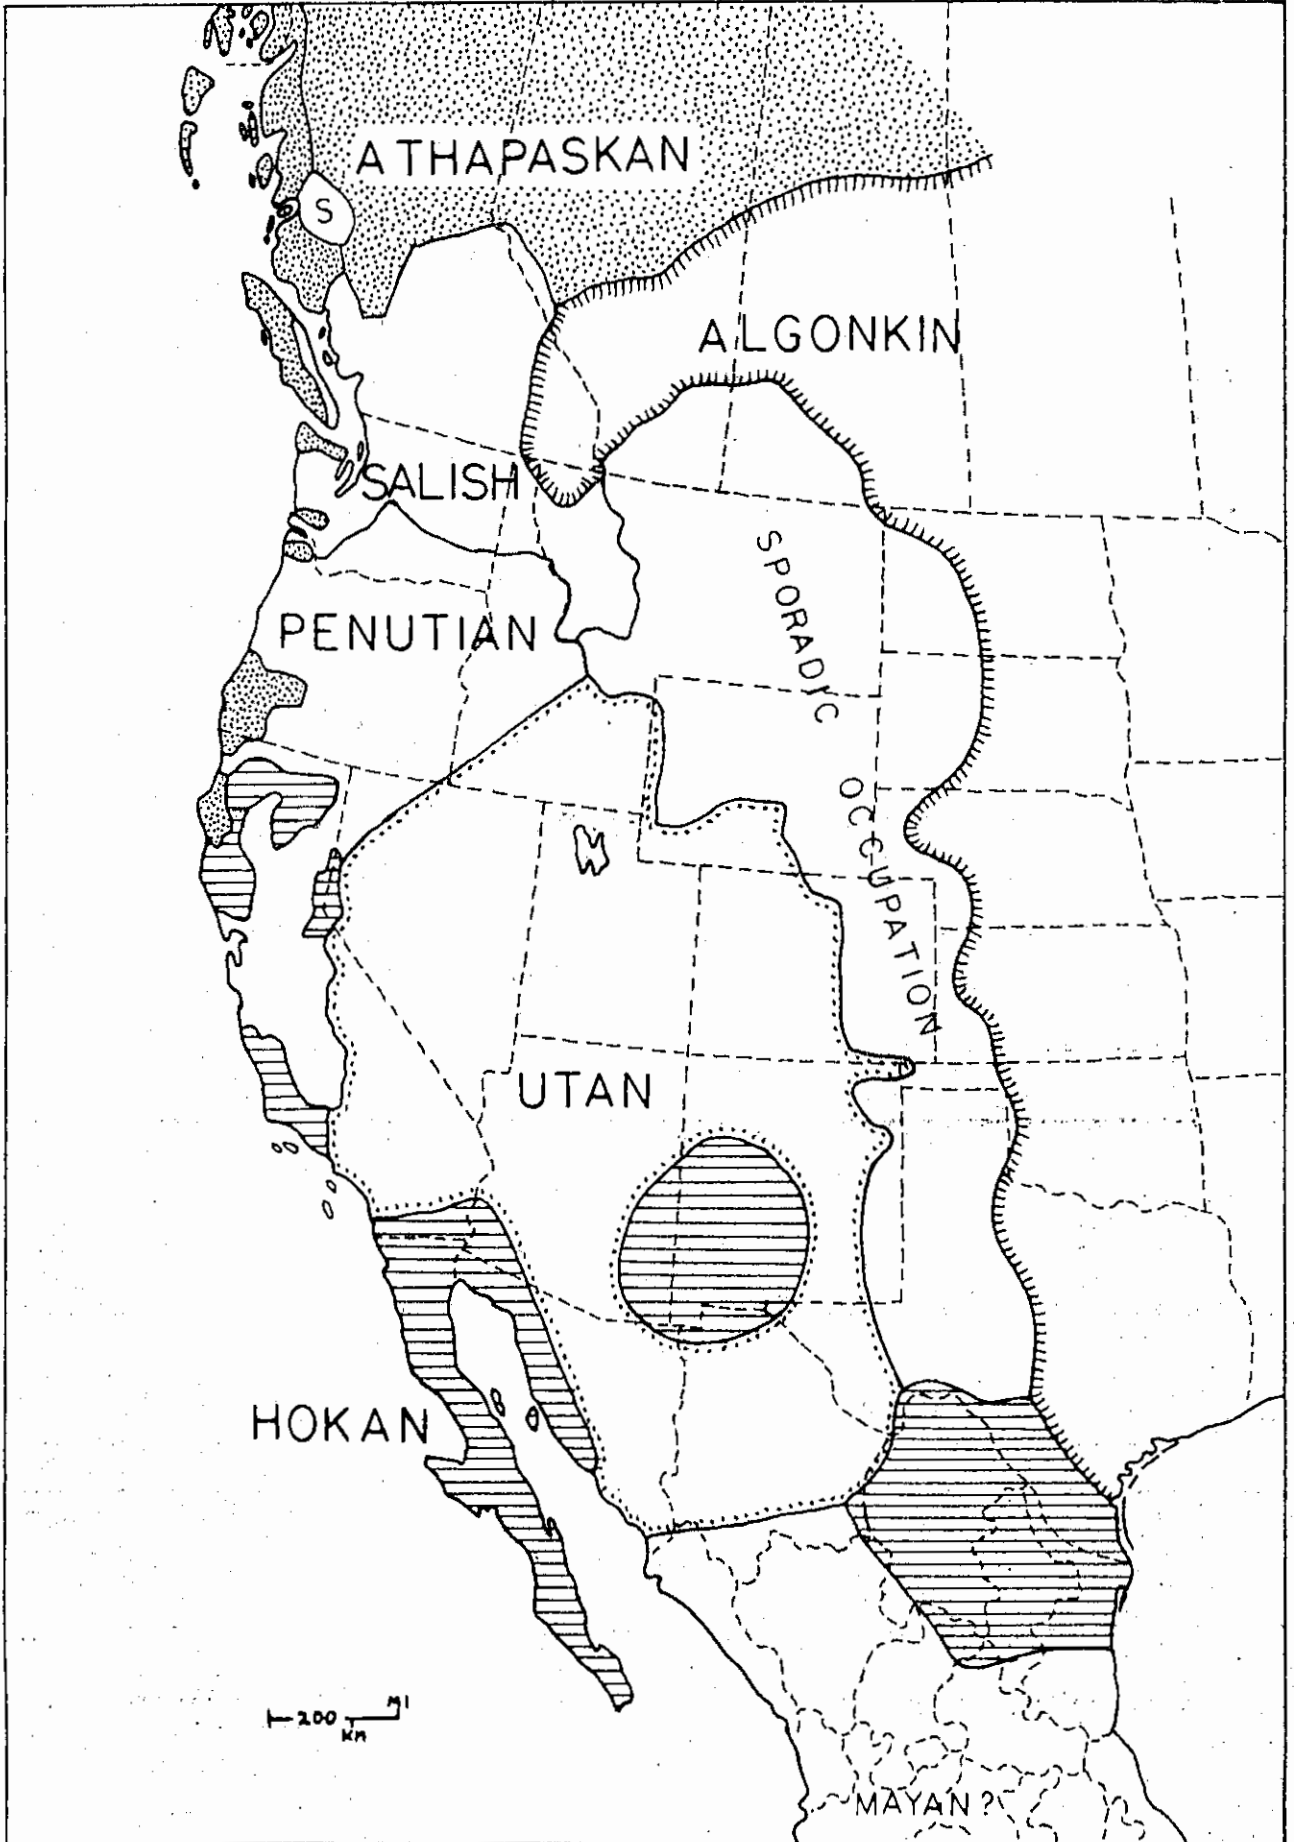 ATHAPASKAN
S
ALGONKIN
SALISH
SPORADIC
PENUTIAN
OCCUPATION
UTAN
HOKAN
200 MI
KM
MAYAN?